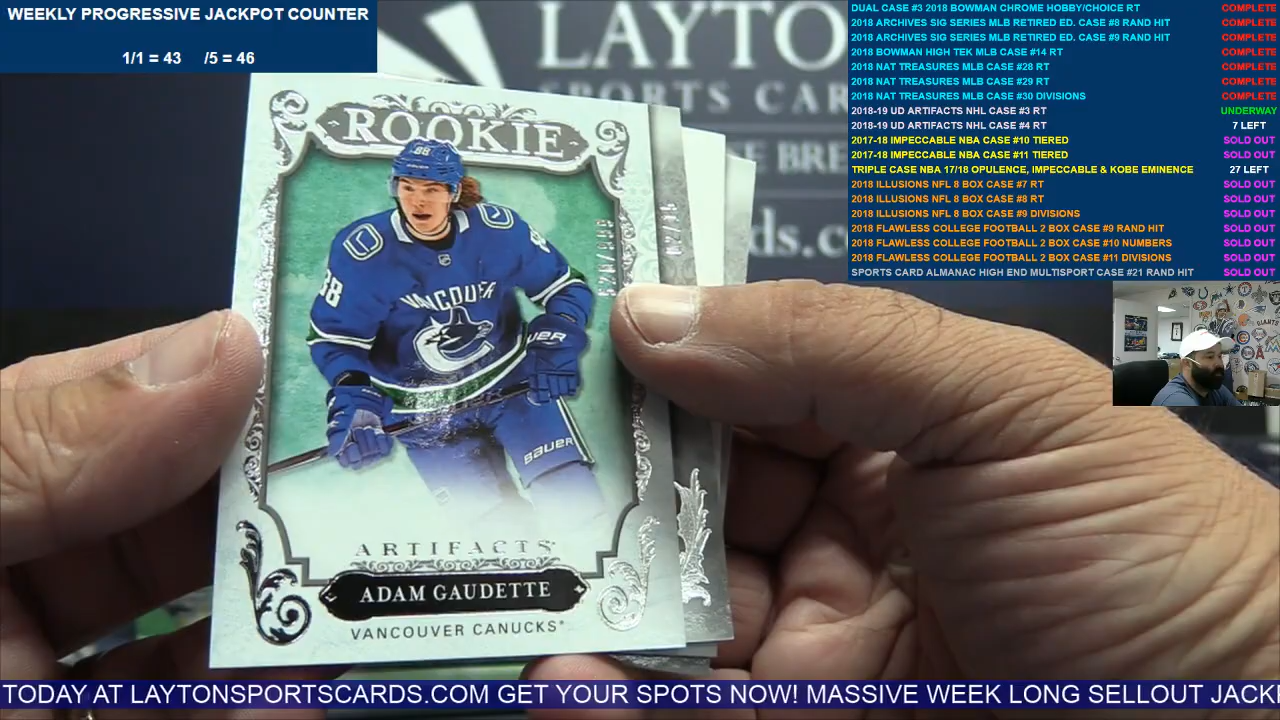 WEEKLY PROGRESSIVE JACKPOT COUNTER
1/1 = 43 /5 = 46
LAYTO
PORTS CA
E BRE
ds.c
DUAL CASE #3 2018 BOWMAN CHROME HOBBY/CHOICE RT COMPLETE
2018 ARCHIVES SIG SERIES MLB RETIRED ED. CASE #8 RAND HIT COMPLETE
2018 ARCHIVES SIG SERIES MLB RETIRED ED. CASE #9 RAND HIT COMPLETE
2018 BOWMAN HIGH TEK MLB CASE #14 RT COMPLETE
2018 NAT TREASURES MLB CASE #28 RT COMPLETE
2018 NAT TREASURES MLB CASE #29 RT COMPLETE
2018 NAT TREASURES MLB CASE #30 DIVISIONS COMPLETE
2018-19 UD ARTIFACTS NHL CASE #3 RT UNDERWAY
2018-19 UD ARTIFACTS NHL CASE #4 RT 7 LEFT
2017-18 IMPECCABLE NBA CASE #10 TIERED SOLD OUT
2017-18 IMPECCABLE NBA CASE #11 TIERED SOLD OUT
TRIPLE CASE NBA 17/18 OPULENCE, IMPECCABLE & KOBE EMINENCE 27 LEFT
2018 ILLUSIONS NFL 8 BOX CASE #7 RT SOLD OUT
2018 ILLUSIONS NFL 8 BOX CASE #8 RT SOLD OUT
2018 ILLUSIONS NFL 8 BOX CASE #9 DIVISIONS SOLD OUT
2018 FLAWLESS COLLEGE FOOTBALL 2 BOX CASE #9 RAND HIT SOLD OUT
2018 FLAWLESS COLLEGE FOOTBALL 2 BOX CASE #10 NUMBERS SOLD OUT
2018 FLAWLESS COLLEGE FOOTBALL 2 BOX CASE #11 DIVISIONS SOLD OUT
SPORTS CARD ALMANAC HIGH END MULTISPORT CASE #21 RAND HIT SOLD OUT
ROOKIE
88
88
VANCOUVER
BAUER
ARTIFACTS
ADAM GAUDETTE
VANCOUVER CANUCKS
TODAY AT LAYTONSPORTSCARDS.COM GET YOUR SPOTS NOW! MASSIVE WEEK LONG SELLOUT JACK